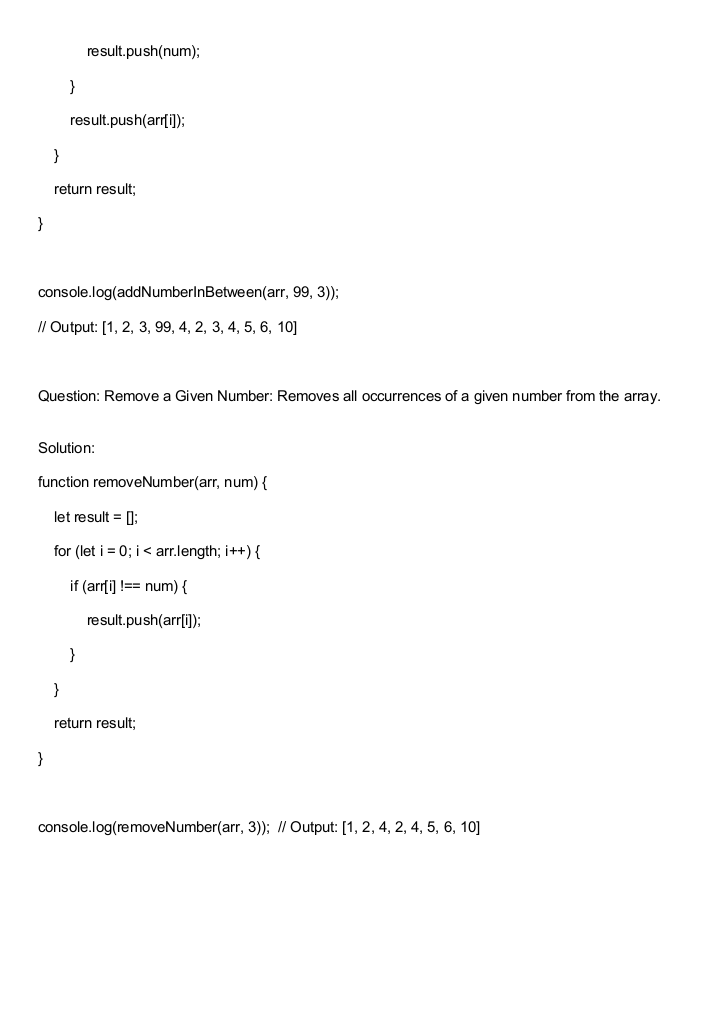 result.push(num);
}
result.push(arr[i]);
}
return result;
}
console.log(addNumberInBetween(arr, 99, 3));
// Output: [1, 2, 3, 99, 4, 2, 3, 4, 5, 6, 10]
Question: Remove a Given Number: Removes all occurrences of a given number from the array.
Solution:
function removeNumber(arr, num) {
let result = [];
for (let i = 0; i < arr.length; i++) {
if (arr[i] !== num) {
result.push(arr[i]);
}
}
return result;
}
console.log(removeNumber(arr, 3));  // Output: [1, 2, 4, 2, 4, 5, 6, 10]